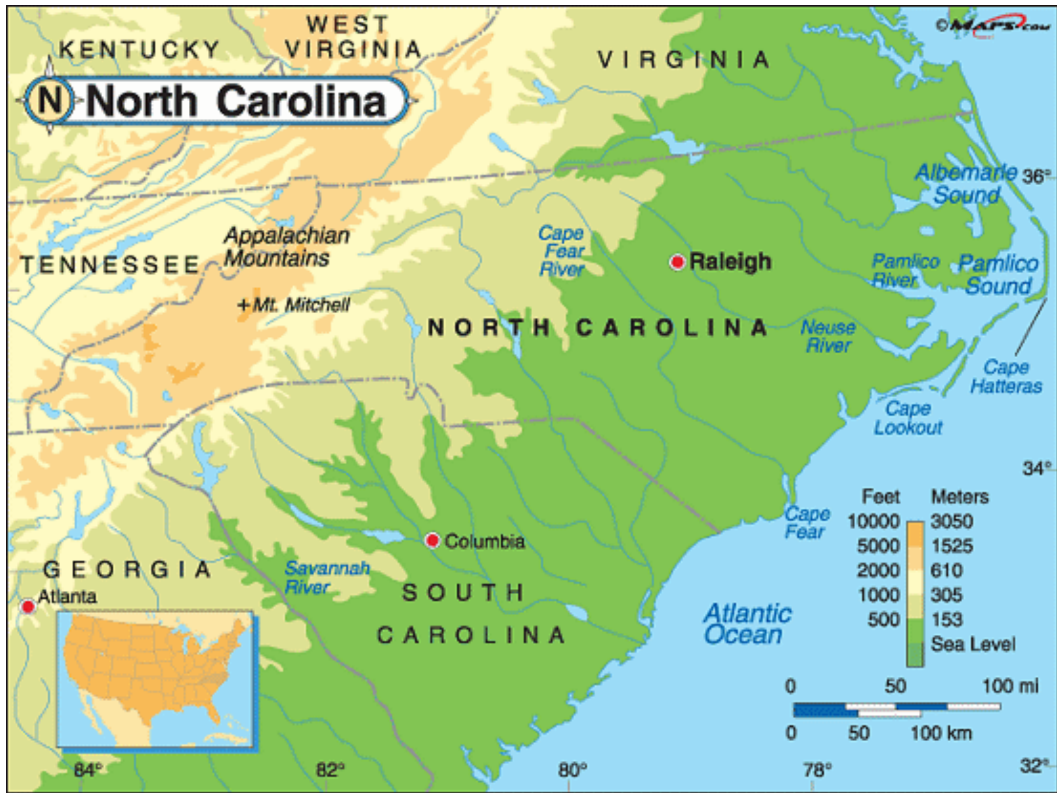 ©MAPS.COM
WEST
VIRGINIA
KENTUCKY
VIRGINIA
N North Carolina
Albemarle
Sound
36°
Appalachian
Mountains
Cape
Fear
River
TENNESSEE
Raleigh
Pamlico
River
Pamlico
Sound
+Mt. Mitchell
NORTH CAROLINA
Neuse
River
Cape
Hatteras
Cape
Lookout
34°
Cape
Fear
Feet Meters
10000 3050
5000 1525
2000 610
1000 305
500 153
Sea Level
Columbia
GEORGIA
Savannah
River
Atlanta
SOUTH
CAROLINA
Atlantic
Ocean
0 50 100 mi
0 50 100 km
84° 82° 80° 78° 32°